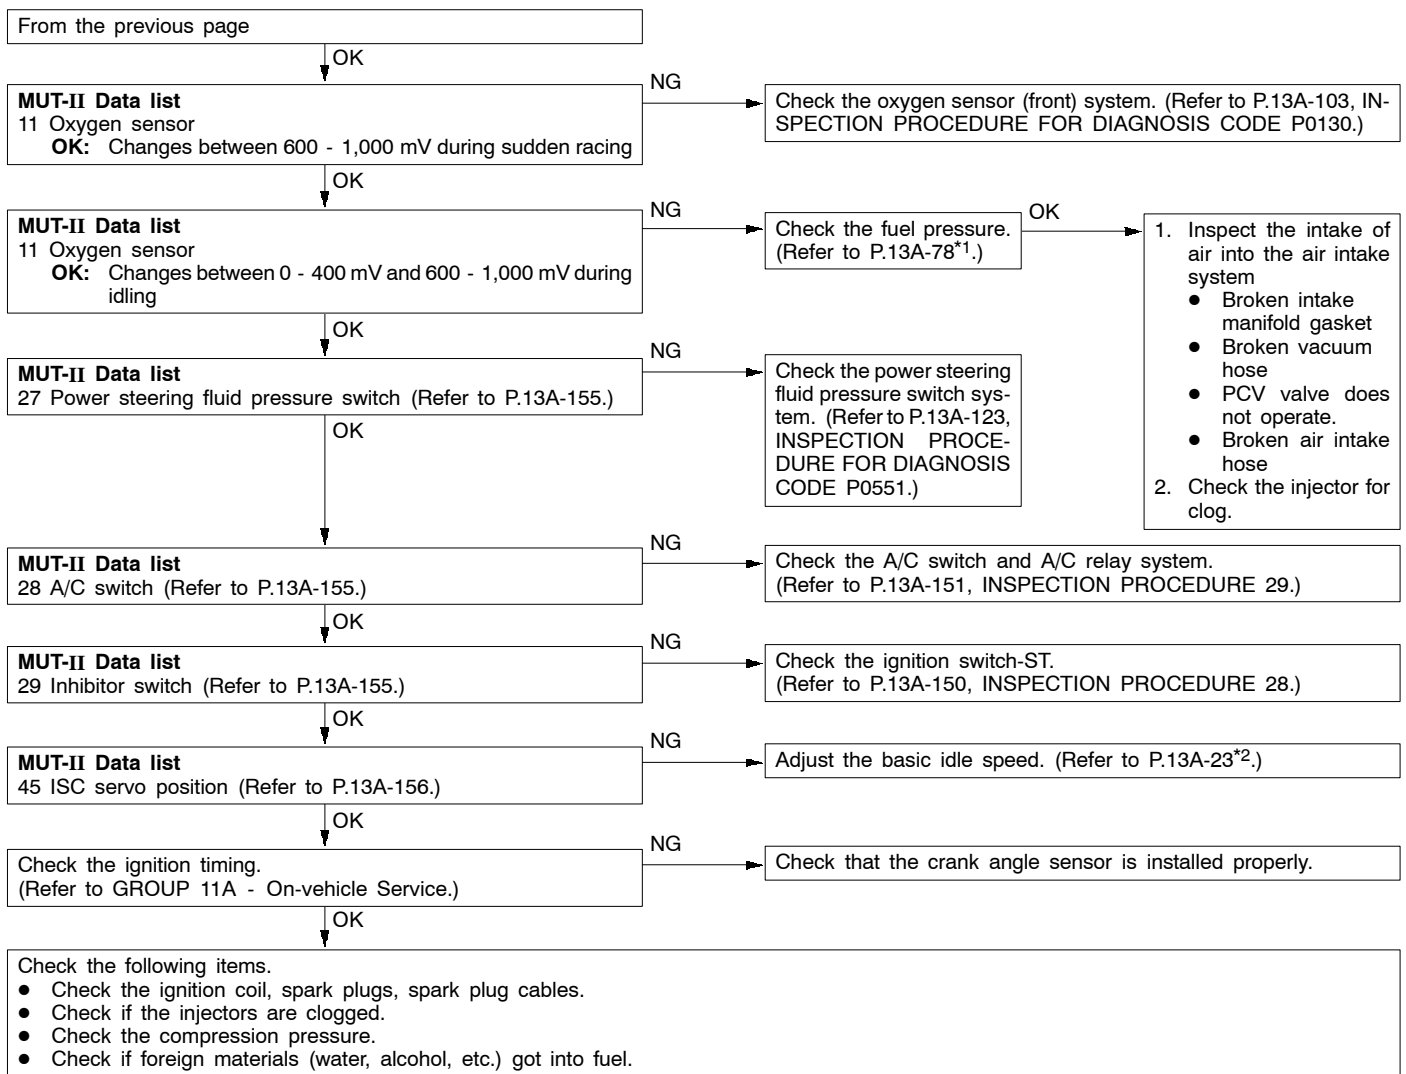 From the previous page
OK
MUT-II Data list
11 Oxygen sensor
OK: Changes between 600 - 1,000 mV during sudden racing
NG
Check the oxygen sensor (front) system. (Refer to P.13A-103, IN-
SPECTION PROCEDURE FOR DIAGNOSIS CODE P0130.)
OK
MUT-II Data list
11 Oxygen sensor
OK: Changes between 0 - 400 mV and 600 - 1,000 mV during
idling
NG
Check the fuel pressure.
(Refer to P.13A-78*1.)
OK
1. Inspect the intake of
air into the air intake
system
● Broken intake
manifold gasket
● Broken vacuum
hose
● PCV valve does
not operate.
● Broken air intake
hose
2. Check the injector for
clog.
OK
MUT-II Data list
27 Power steering fluid pressure switch (Refer to P.13A-155.)
NG
Check the power steering
fluid pressure switch sys-
tem. (Refer to P.13A-123,
INSPECTION PROCE-
DURE FOR DIAGNOSIS
CODE P0551.)
OK
MUT-II Data list
28 A/C switch (Refer to P.13A-155.)
NG
Check the A/C switch and A/C relay system.
(Refer to P.13A-151, INSPECTION PROCEDURE 29.)
OK
MUT-II Data list
29 Inhibitor switch (Refer to P.13A-155.)
NG
Check the ignition switch-ST.
(Refer to P.13A-150, INSPECTION PROCEDURE 28.)
OK
MUT-II Data list
45 ISC servo position (Refer to P.13A-156.)
NG
Adjust the basic idle speed. (Refer to P.13A-23*2.)
OK
Check the ignition timing.
(Refer to GROUP 11A - On-vehicle Service.)
NG
Check that the crank angle sensor is installed properly.
OK
Check the following items.
● Check the ignition coil, spark plugs, spark plug cables.
● Check if the injectors are clogged.
● Check the compression pressure.
● Check if foreign materials (water, alcohol, etc.) got into fuel.